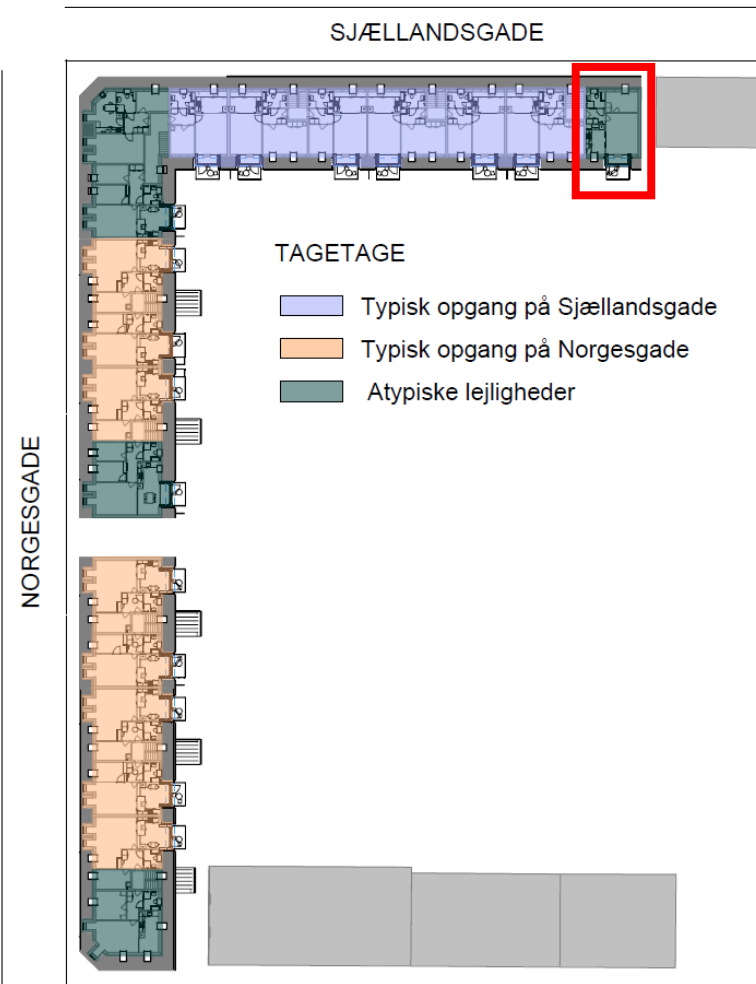 SJÆLLANDSGADE
TAGETAGE
Typisk opgang på Sjællandsgade
Typisk opgang på Norgesgade
Atypiske lejligheder
NORGESGADE